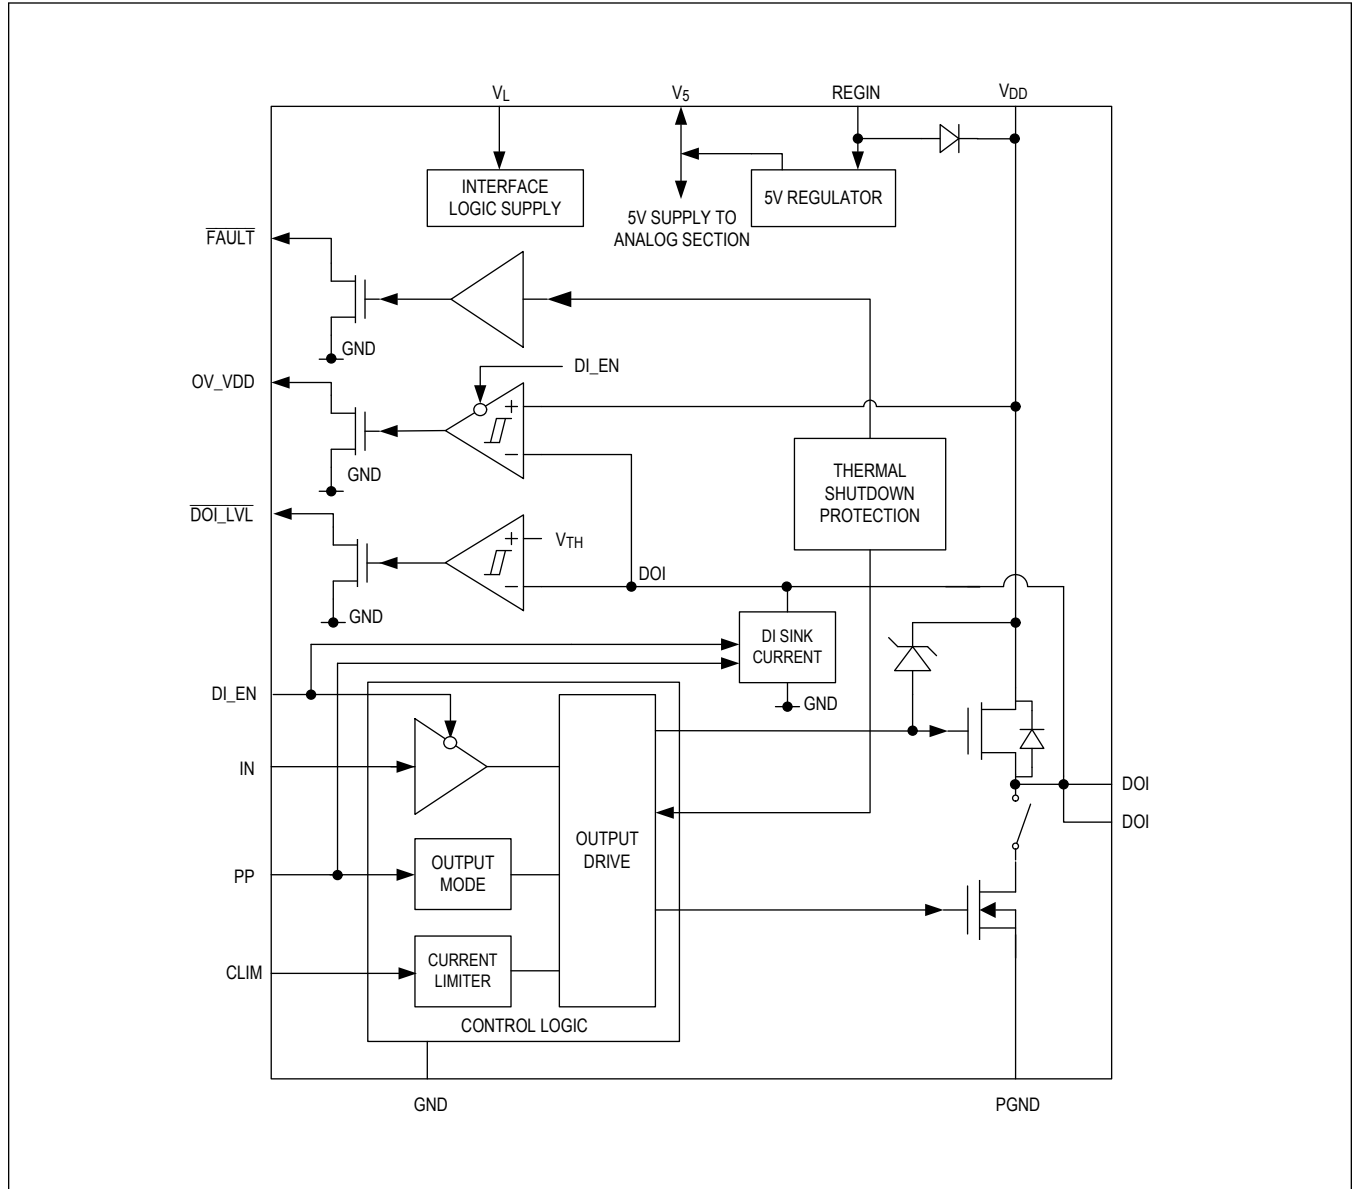 VL
V5
REGIN
VDD
INTERFACE
LOGIC SUPPLY
5V REGULATOR
5V SUPPLY TO
ANALOG SECTION
FAULT
GND
DI_EN
OV_VDD
+
−
GND
THERMAL
SHUTDOWN
PROTECTION
DOI_LVL
+
VTH
−
DOI
GND
DI SINK
CURRENT
GND
DI_EN
IN
DOI
DOI
OUTPUT
DRIVE
PP
OUTPUT
MODE
CLIM
CURRENT
LIMITER
CONTROL LOGIC
GND
PGND